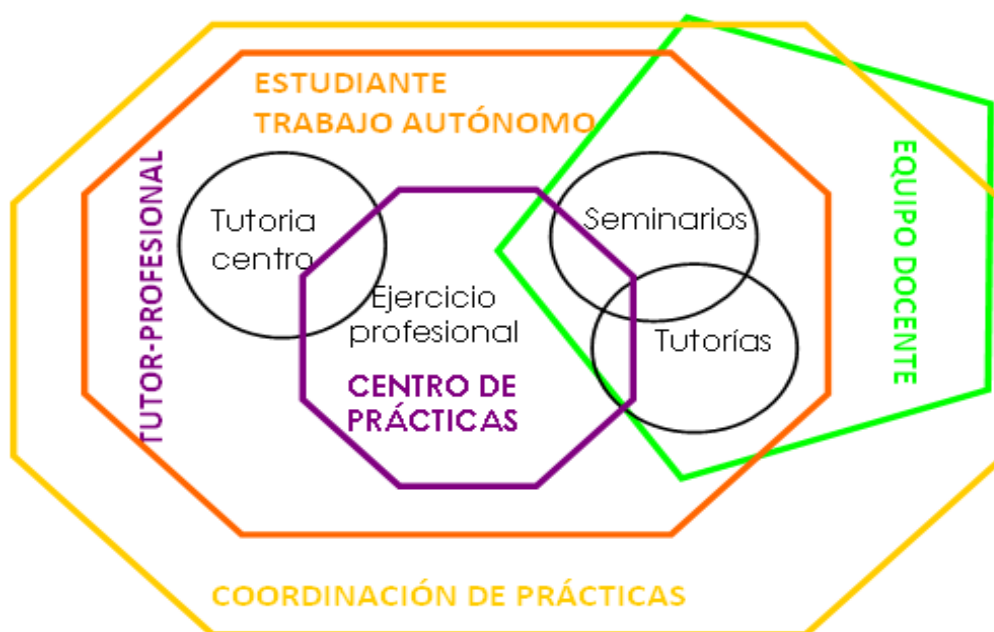 ESTUDIANTE
TRABAJO AUTÓNOMO
TUTOR-PROFESIONAL
Tutoria
centro
Ejercicio
profesional
CENTRO DE
PRÁCTICAS
Seminarios
Tutorías
EQUIPO DOCENTE
COORDINACIÓN DE PRÁCTICAS